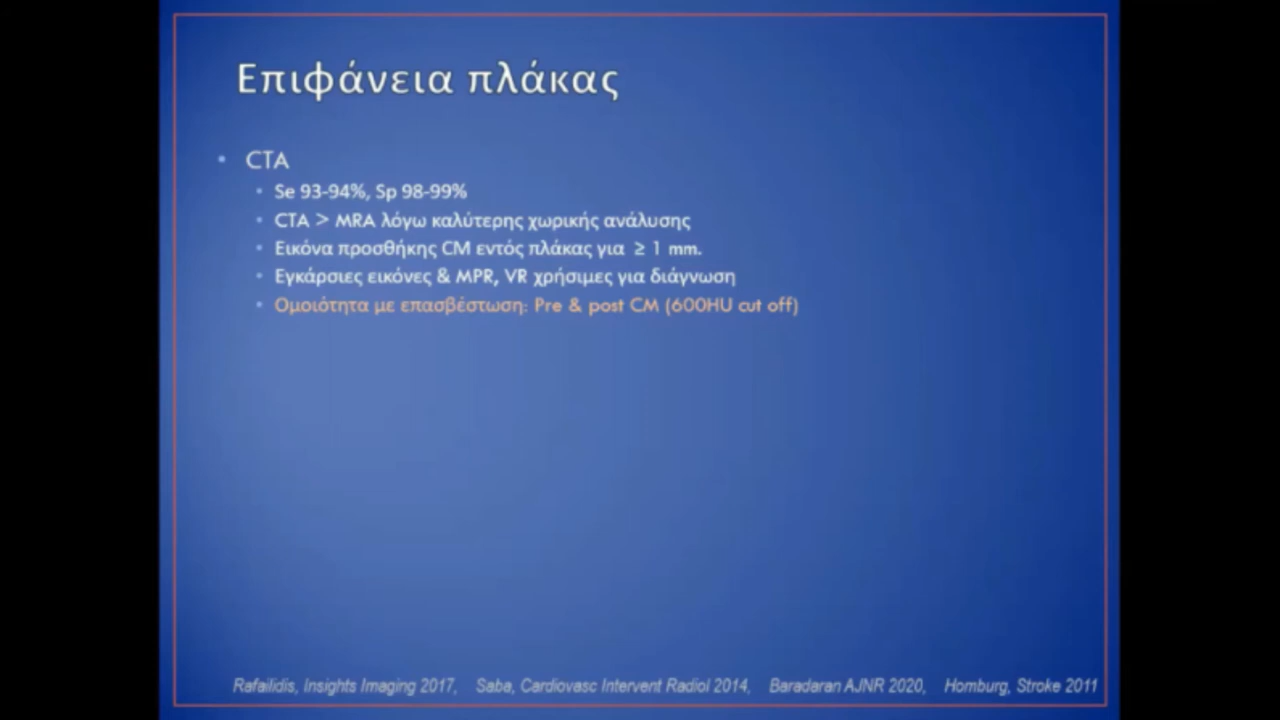 Επιφάνεια πλάκας
• CTA
• Se 93-94%, Sp 98-99%
• CTA > MRA λόγω καλύτερης χωρικής ανάλυσης
• Εικόνα προσθήκης CM εντός πλάκας για ≥ 1 mm.
• Εγκάρσιες εικόνες & MPR, VR χρήσιμες για διάγνωση
• Ομοιότητα με επασβέστωση: Pre & post CM (600HU cut off)
Rafailidis, Insights Imaging 2017, Saba, Cardiovasc Intervent Radiol 2014, Baradaran AJNR 2020, Homburg, Stroke 2011